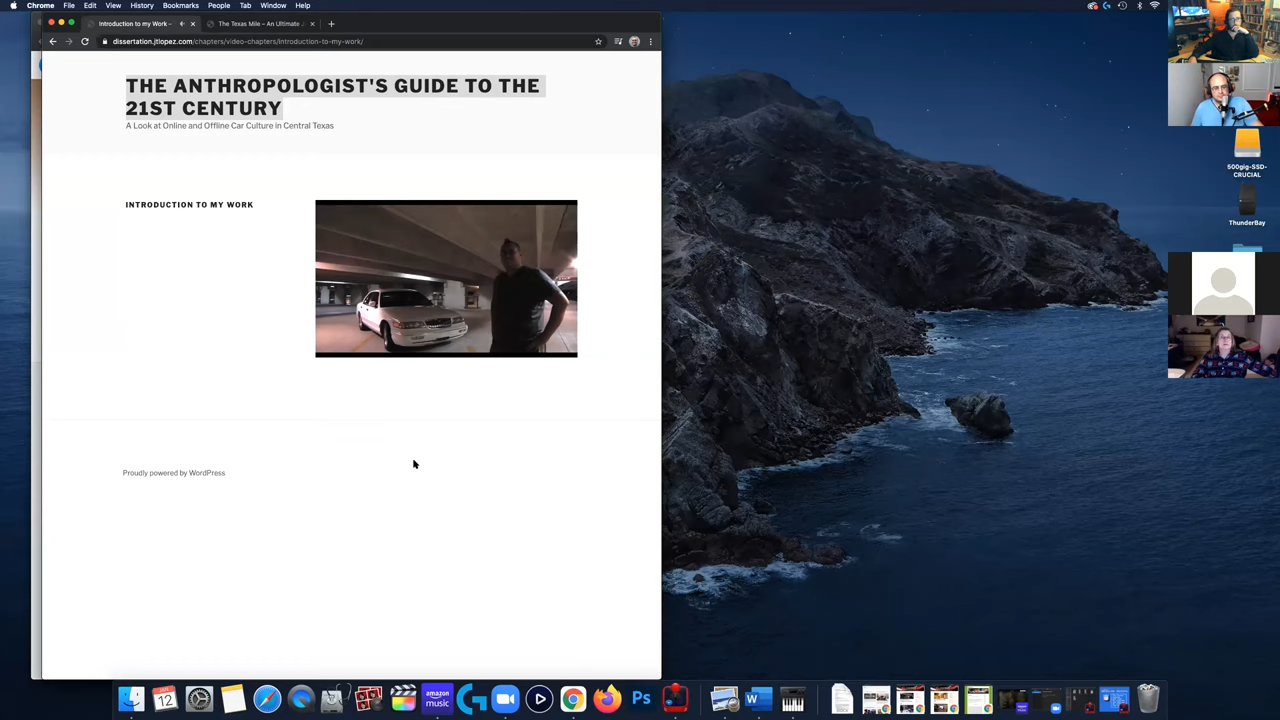 Chrome File Edit View History Bookmarks People Tab Window Help
Introduction to my Work –
The Texas Mile – An Ultimate
dissertation.jtlopez.com/chapters/video-chapters/introduction-to-my-work/
THE ANTHROPOLOGIST'S GUIDE TO THE
21ST CENTURY
A Look at Online and Offline Car Culture in Central Texas
INTRODUCTION TO MY WORK
Proudly powered by WordPress
500gig-SSD-
CRUCIAL
ThunderBay
JAN
12
amazon
music
Ps
W